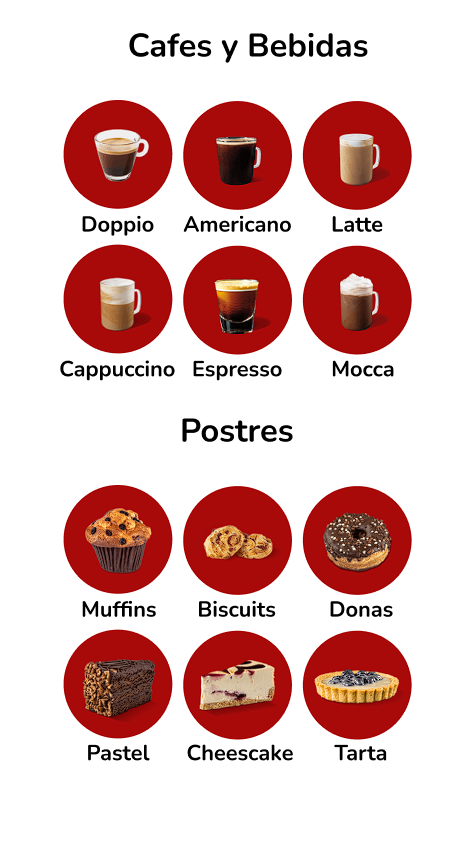 Cafes y Bebidas
Doppio Americano Latte
Cappuccino Espresso Mocca
Postres
Muffins Biscuits Donas
Pastel Cheescake Tarta